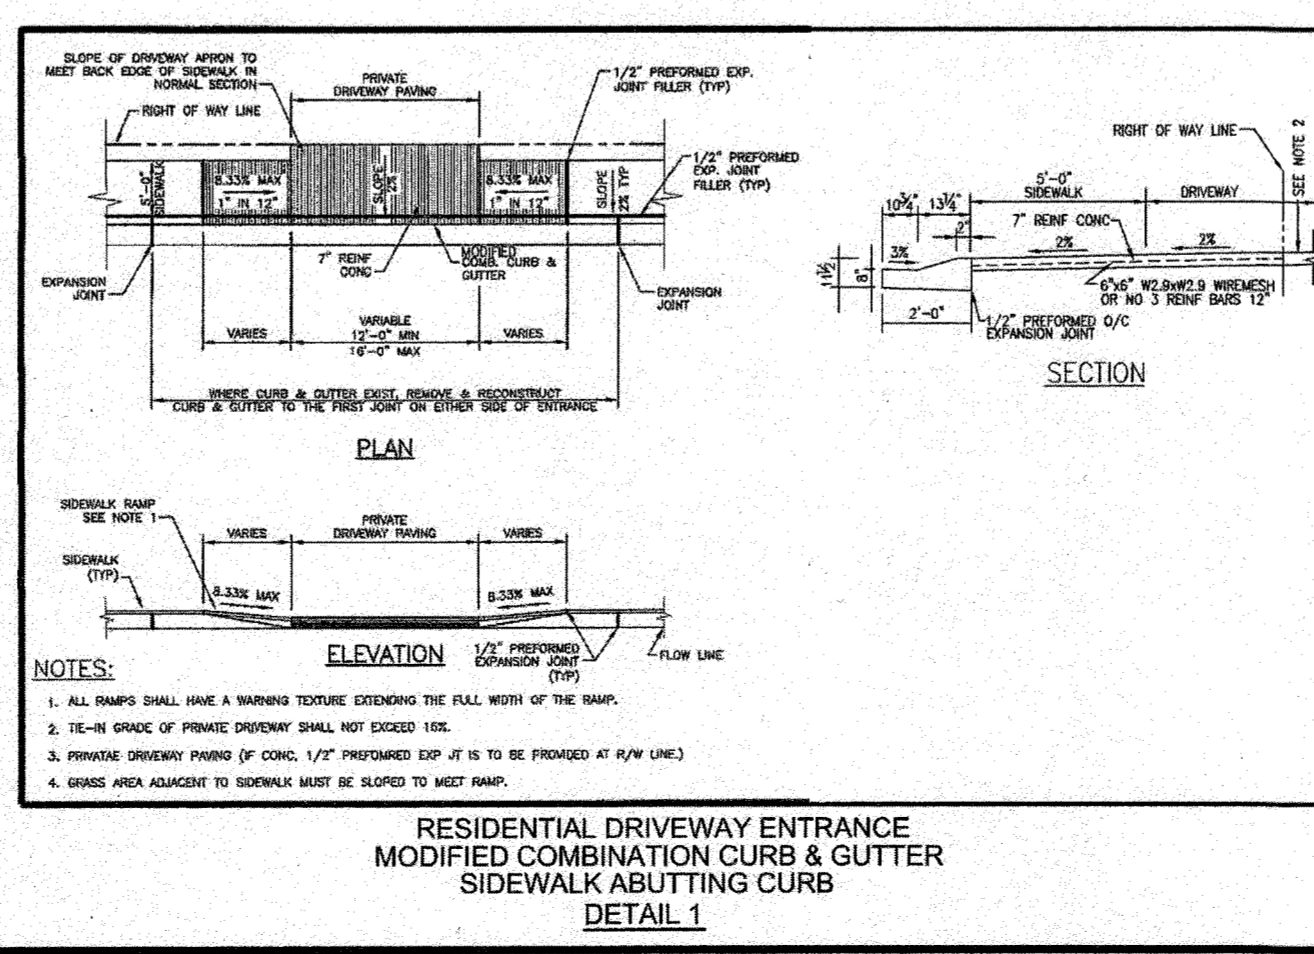 SLOPE OF DRIVEWAY APRON TO
MEET BACK EDGE OF SIDEWALK IN
NORMAL SECTION
PRIVATE
DRIVEWAY PAVING
1/2" PREFORMED EXP.
JOINT FILLER (TYP)
RIGHT OF WAY LINE
1/2" PREFORMED
EXP. JOINT
FILLER (TYP)
5'-0"
SIDEWALK
8.33% MAX
1" IN 12"
SLOPE
2%
8.33% MAX
1" IN 12"
SLOPE
2% TYP
7" REINF
CONC
MODIFIED
COMB. CURB &
GUTTER
EXPANSION
JOINT
EXPANSION
JOINT
VARIES
VARIABLE
12'-0" MIN
16'-0" MAX
VARIES
WHERE CURB & GUTTER EXIST, REMOVE & RECONSTRUCT
CURB & GUTTER TO THE FIRST JOINT ON EITHER SIDE OF ENTRANCE
PLAN
RIGHT OF WAY LINE
SEE NOTE 2
5'-0"
SIDEWALK
DRIVEWAY
10¾"
13¼"
2"
7" REINF CONC
3%
2%
2%
11½
8"
6"x6" W2.9xW2.9 WIREMESH
OR NO 3 REINF BARS 12"
2'-0"
1/2" PREFORMED O/C
EXPANSION JOINT
SECTION
SIDEWALK RAMP
SEE NOTE 1
VARIES
PRIVATE
DRIVEWAY PAVING
VARIES
SIDEWALK
(TYP)
8.33% MAX
8.33% MAX
ELEVATION
1/2" PREFORMED
EXPANSION JOINT
(TYP)
FLOW LINE
NOTES:
1. ALL RAMPS SHALL HAVE A WARNING TEXTURE EXTENDING THE FULL WIDTH OF THE RAMP.
2. TIE-IN GRADE OF PRIVATE DRIVEWAY SHALL NOT EXCEED 15%.
3. PRIVATAE DRIVEWAY PAVING (IF CONC, 1/2" PREFOMRED EXP JT IS TO BE PROVIDED AT R/W LINE.)
4. GRASS AREA ADJACENT TO SIDEWALK MUST BE SLOPED TO MEET RAMP.
RESIDENTIAL DRIVEWAY ENTRANCE
MODIFIED COMBINATION CURB & GUTTER
SIDEWALK ABUTTING CURB
DETAIL 1